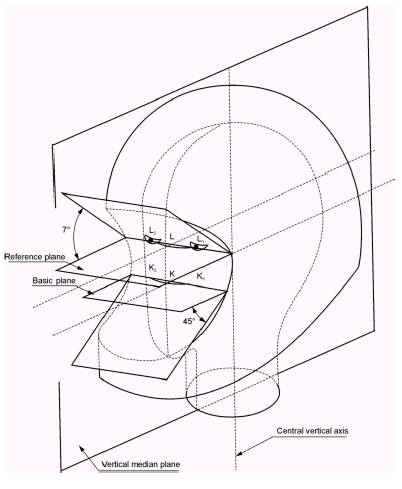 L₂
L
L₁
7°
Reference plane
K₂
K
K₁
Basic plane
45°
Central vertical axis
Vertical median plane